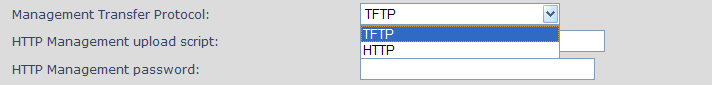 Management Transfer Protocol: TFTP
TFTP
HTTP Management upload script:
HTTP
HTTP Management password: